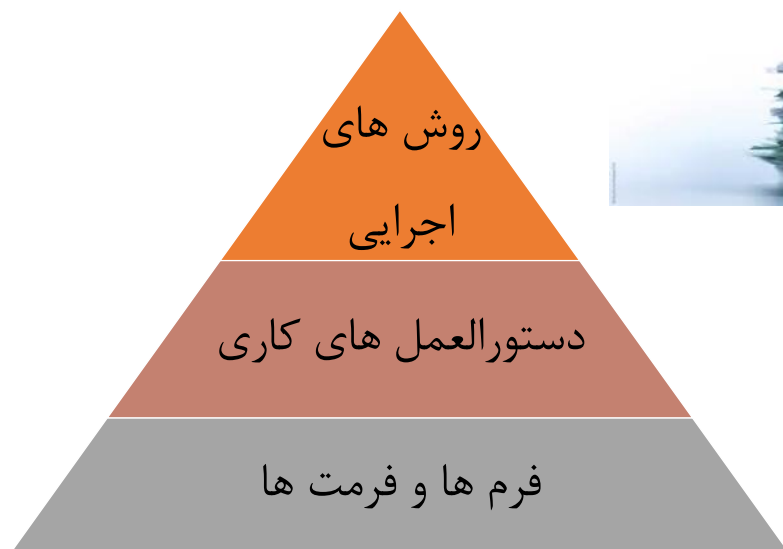 روش های
اجرایی
دستورالعمل های کاری
فرم ها و فرمت ها